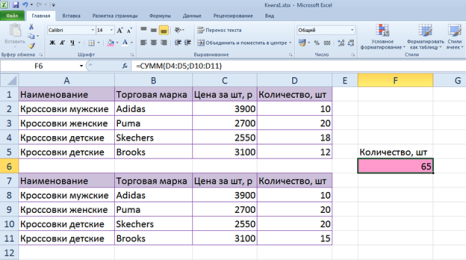 Книга1.xlsx - Microsoft Excel
Файл Главная Вставка Разметка страницы Формулы Данные Рецензирование Вид
Calibri 14 Перенос текста Общий
Вставить Ж К Ч Объединить и поместить в центре Условное форматирование Форматировать как таблицу Стили ячеек
Буфер обмена Шрифт Выравнивание Число Стили
F6 fx =СУММ(D4:D5;D10:D11)
A B C D E F G
1 Наименование Торговая марка Цена за шт, р Количество, шт
2 Кроссовки мужские Adidas 3900 10
3 Кроссовки женские Puma 2700 20
4 Кроссовки детские Skechers 2550 18
5 Кроссовки детские Brooks 3100 12 Количество, шт
6 65
7 Наименование Торговая марка Цена за шт, р Количество, шт
8 Кроссовки мужские Adidas 3900 10
9 Кроссовки женские Puma 2700 20
10 Кроссовки детские Skechers 2550 20
11 Кроссовки детские Brooks 3100 15
12